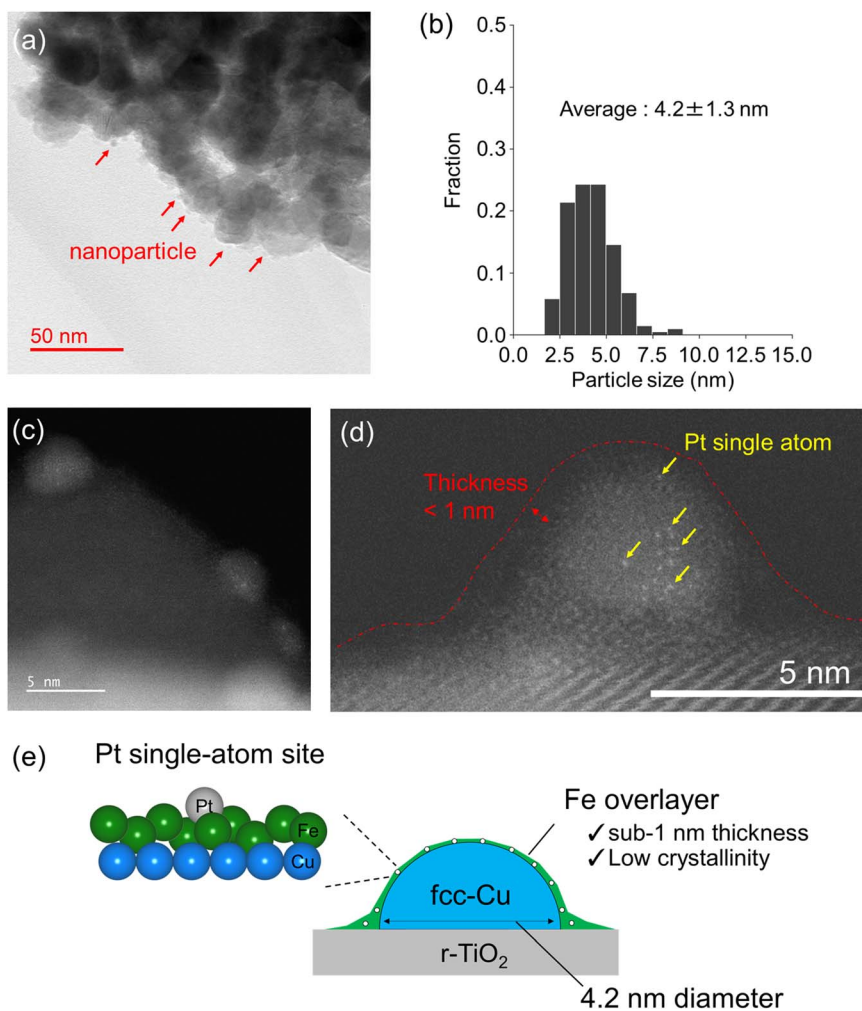 (a)
nanoparticle
50 nm
(b)
0.5
0.4
0.3
0.2
0.1
0.0
Fraction
Average : 4.2±1.3 nm
0.0 2.5 5.0 7.5 10.0 12.5 15.0
Particle size (nm)
(c)
5 nm
(d)
Pt single atom
Thickness
< 1 nm
5 nm
(e)
Pt single-atom site
Pt
Fe
Cu
Fe overlayer
✓sub-1 nm thickness
✓Low crystallinity
fcc-Cu
r-TiO₂
4.2 nm diameter